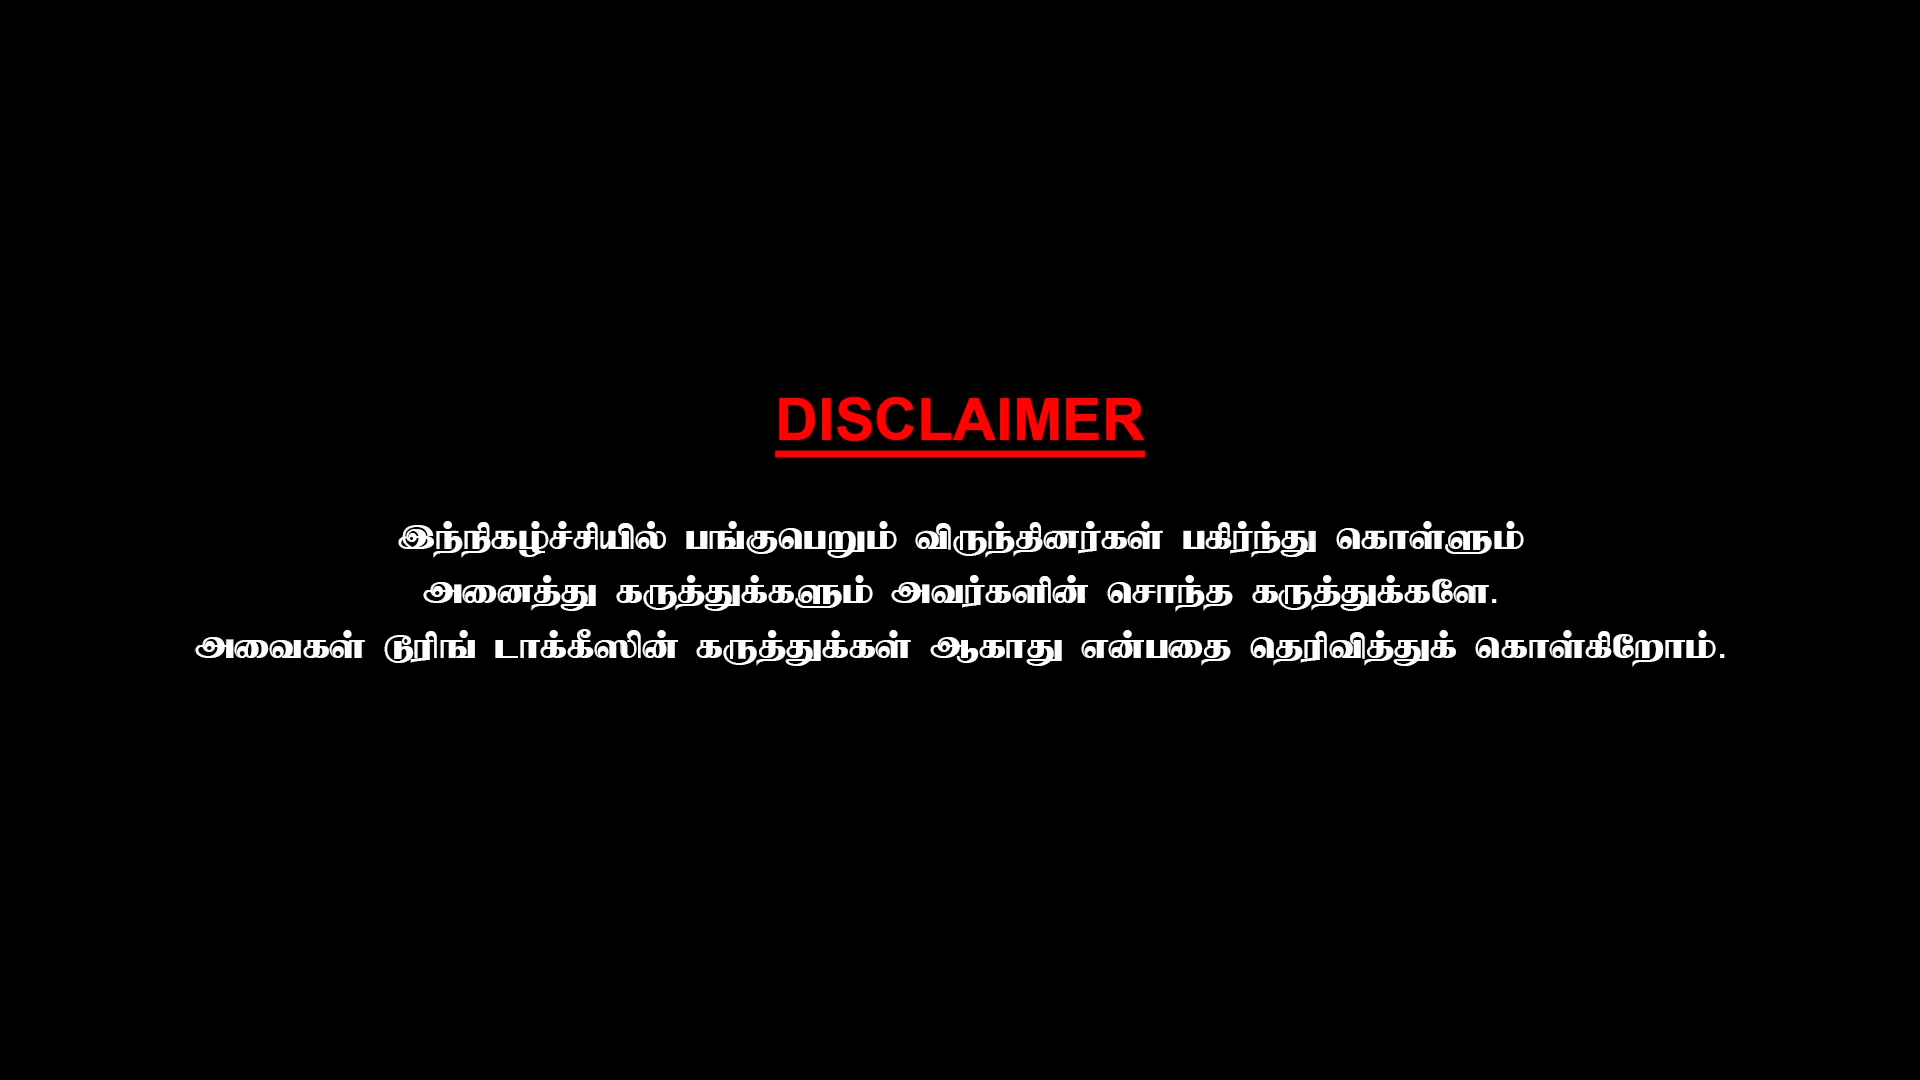 DISCLAIMER
இந்நிகழ்ச்சியில் பங்குபெறும் விருந்தினர்கள் பகிர்ந்து கொள்ளும்
அனைத்து கருத்துக்களும் அவர்களின் சொந்த கருத்துக்களே.
அவைகள் டூரிங் டாக்கீஸின் கருத்துக்கள் ஆகாது என்பதை தெரிவித்துக் கொள்கிறோம்.